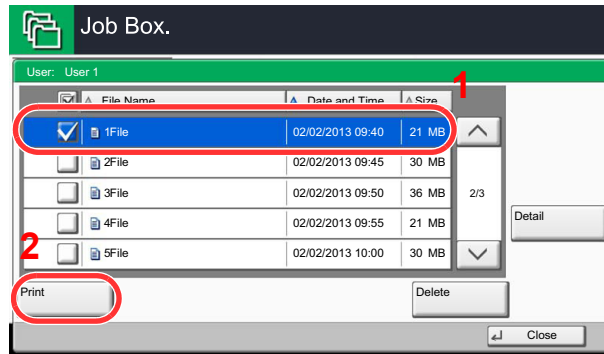 Job Box.
User: User 1
File Name Date and Time Size 1
1File 02/02/2013 09:40 21 MB
2File 02/02/2013 09:45 30 MB
3File 02/02/2013 09:50 36 MB 2/3
4File 02/02/2013 09:55 21 MB Detail
2 5File 02/02/2013 10:00 30 MB
Print Delete
Close